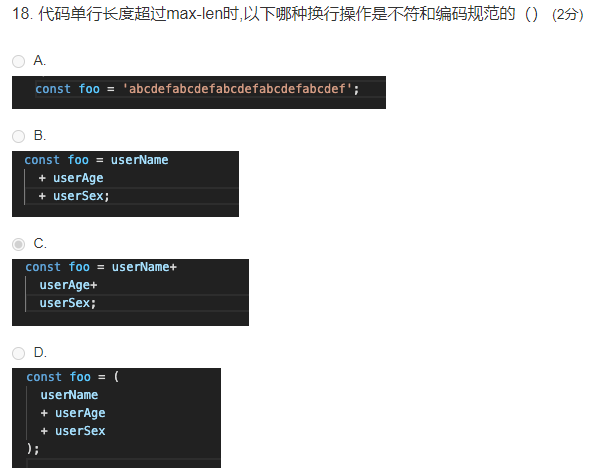 18. 代码单行长度超过max-len时,以下哪种换行操作是不符和编码规范的（） (2分)
A.
const foo = 'abcdefabcdefabcdefabcdefabcdef';
B.
const foo = userName
+ userAge
+ userSex;
C.
const foo = userName+
userAge+
userSex;
D.
const foo = (
userName
+ userAge
+ userSex
);